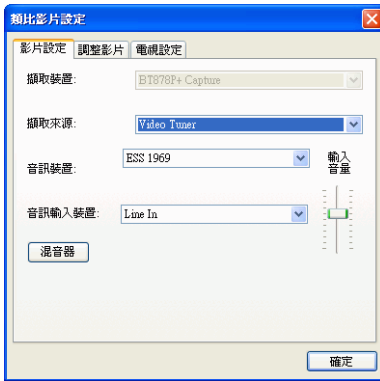 類比影片設定
影片設定 調整影片 電視設定
擷取裝置: BT878P+ Capture
擷取來源: Video Tuner
音訊裝置: ESS 1969
輸入
音量
音訊輸入裝置: Line In
混音器
確定